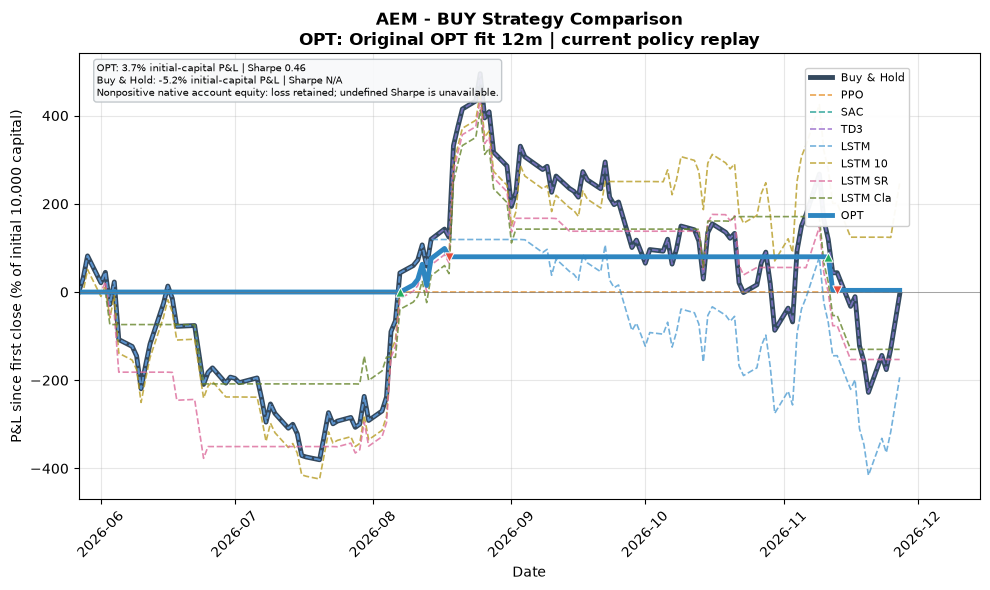 AEM - BUY Strategy Comparison
OPT: Original OPT fit 12m | current policy replay
OPT: 3.7% initial-capital P&L | Sharpe 0.46
Buy & Hold: -5.2% initial-capital P&L | Sharpe N/A
Nonpositive native account equity: loss retained; undefined Sharpe is unavailable.
Buy & Hold
PPO
SAC
TD3
LSTM
LSTM 10
LSTM SR
LSTM Cla
OPT
P&L since first close (% of initial 10,000 capital)
400
200
0
−200
−400
2026-06
2026-07
2026-08
2026-09
2026-10
2026-11
2026-12
Date